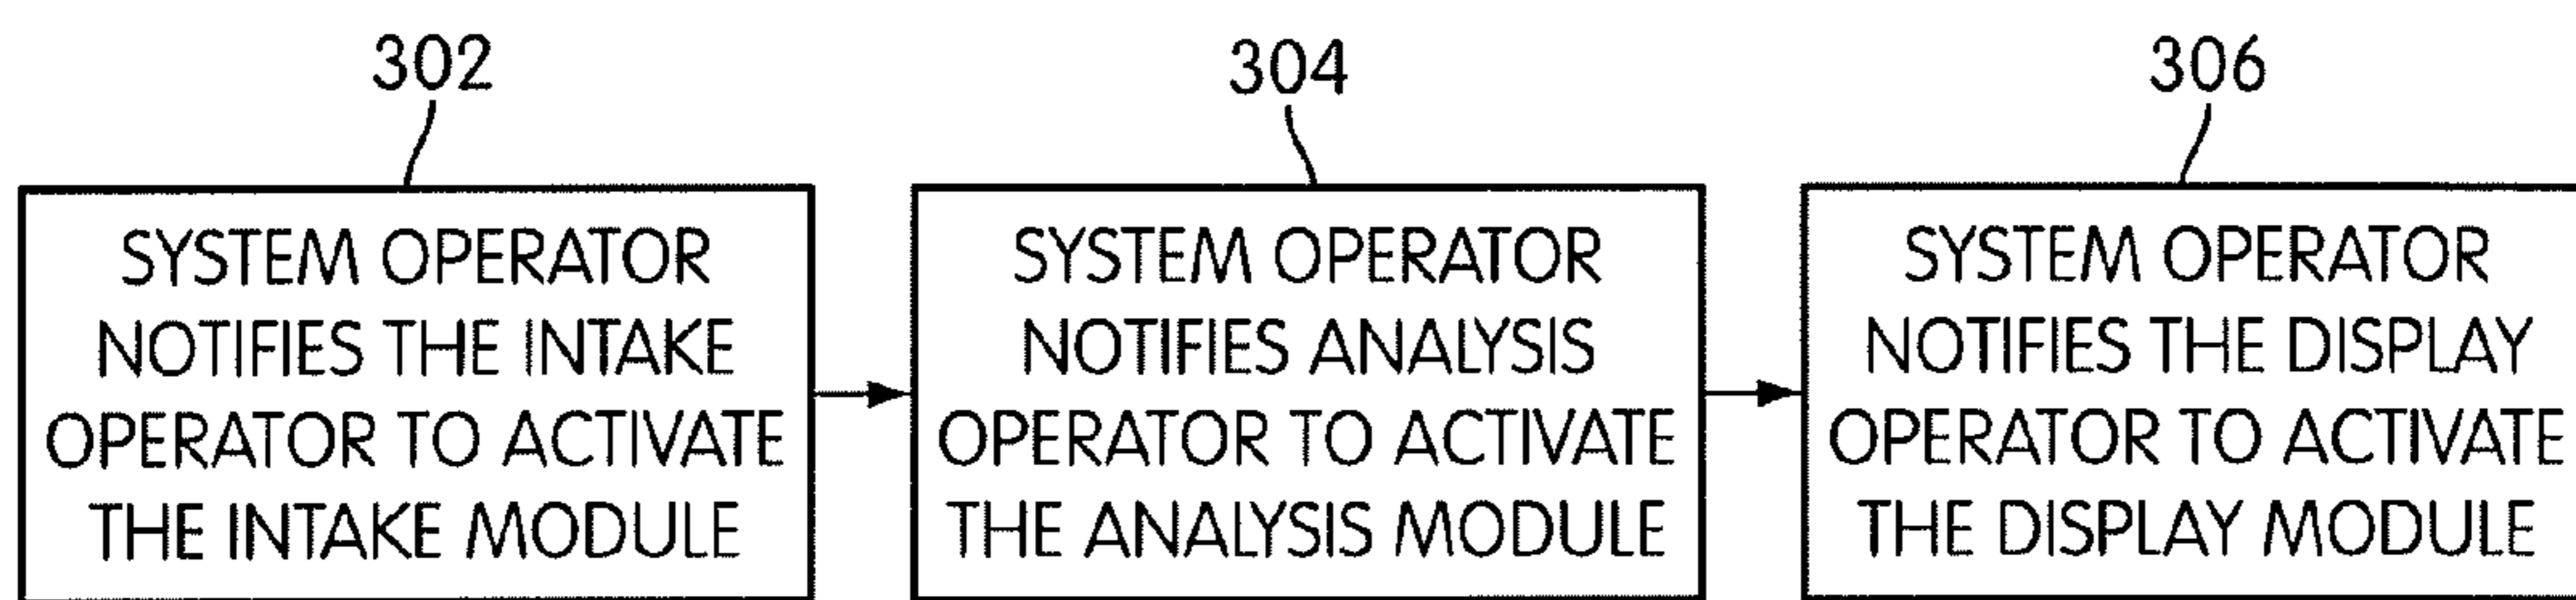 302
SYSTEM OPERATOR
NOTIFIES THE INTAKE
OPERATOR TO ACTIVATE
THE INTAKE MODULE
304
SYSTEM OPERATOR
NOTIFIES ANALYSIS
OPERATOR TO ACTIVATE
THE ANALYSIS MODULE
306
SYSTEM OPERATOR
NOTIFIES THE DISPLAY
OPERATOR TO ACTIVATE
THE DISPLAY MODULE